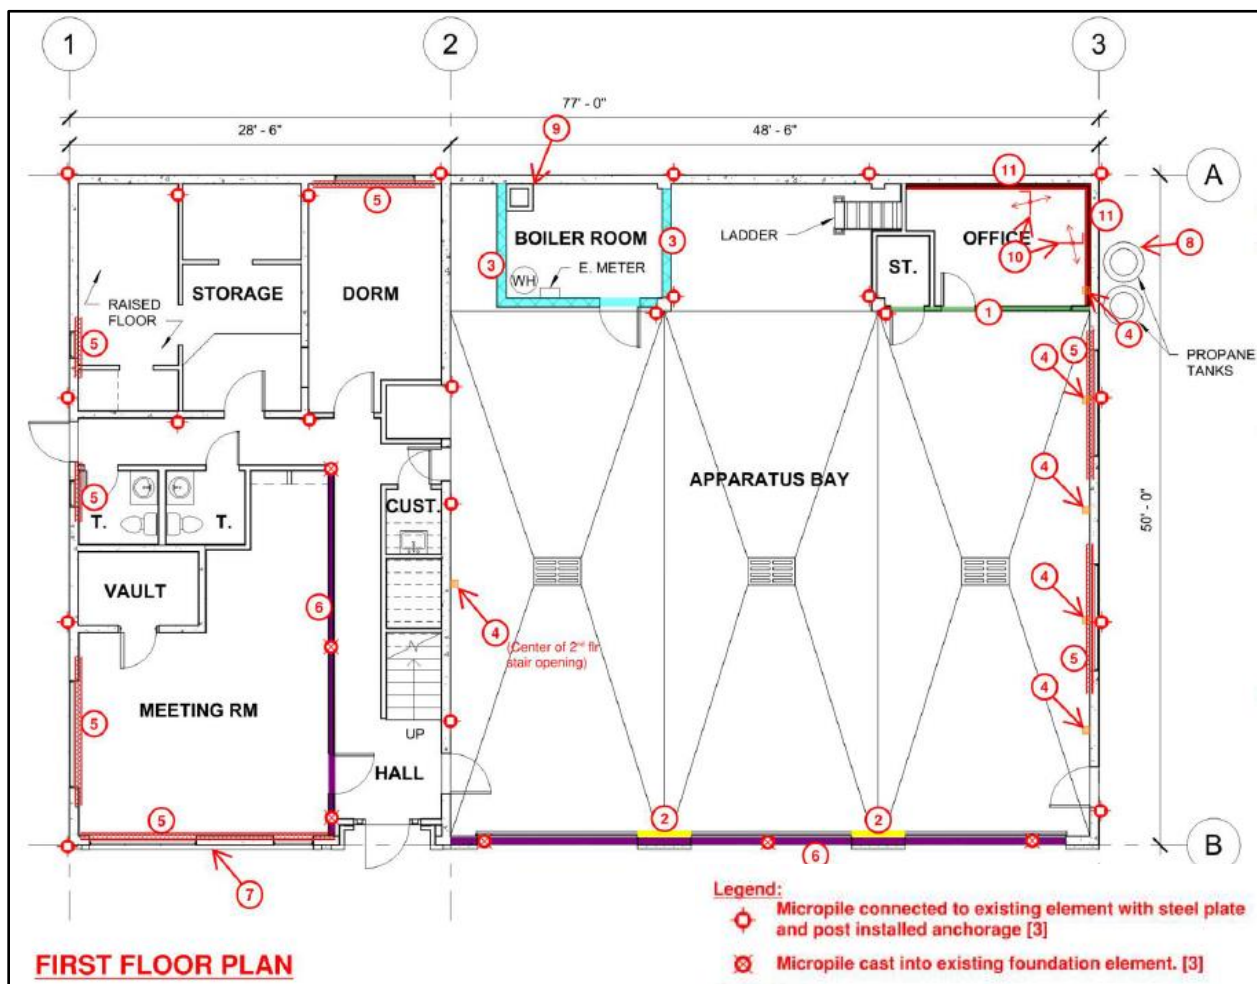 1
2
3
77' - 0"
28' - 6"
9
48' - 6"
A
11
5
11
BOILER ROOM
LADDER
OFFICE
8
3
3
10
E. METER
ST.
WH
STORAGE
DORM
RAISED
FLOOR
1
4
5
4
5
PROPANE
TANKS
4
APPARATUS BAY
5
CUST.
T.
T.
50' - 0"
VAULT
6
4
4
(Center of 2nd flr
stair opening)
5
4
MEETING RM
5
UP
HALL
5
2
2
6
B
7
Legend:
Micropile connected to existing element with steel plate
and post installed anchorage [3]
FIRST FLOOR PLAN
Micropile cast into existing foundation element. [3]